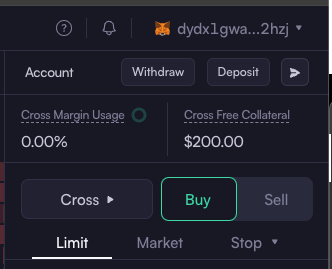 dydx1gwa...2hzj
Account Withdraw Deposit
Cross Margin Usage Cross Free Collateral
0.00% $200.00
Cross Buy Sell
Limit Market Stop